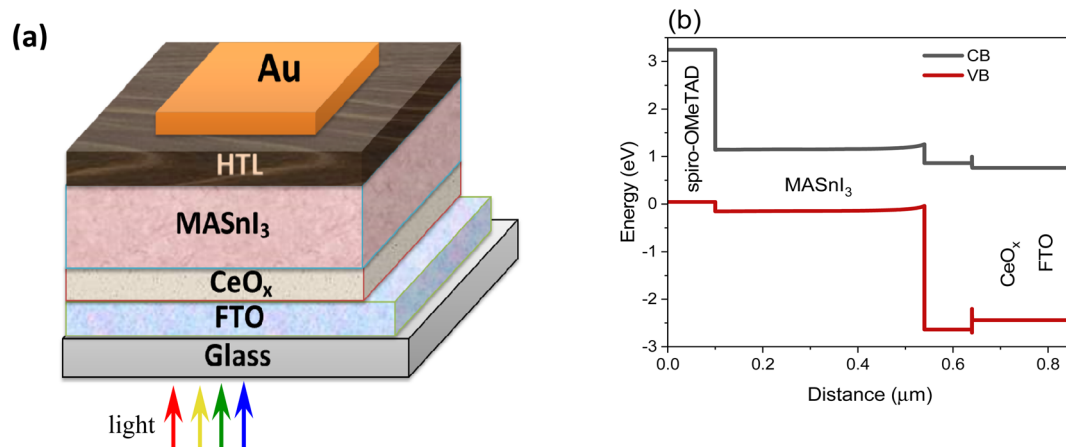 (a)
Au
HTL
MASnI₃
CeOₓ
FTO
Glass
light
(b)
3
2
1
0
-1
-2
-3
Energy (eV)
spiro-OMeTAD
MASnI₃
CB
VB
CeOₓ
FTO
0.0 0.2 0.4 0.6 0.8
Distance (μm)